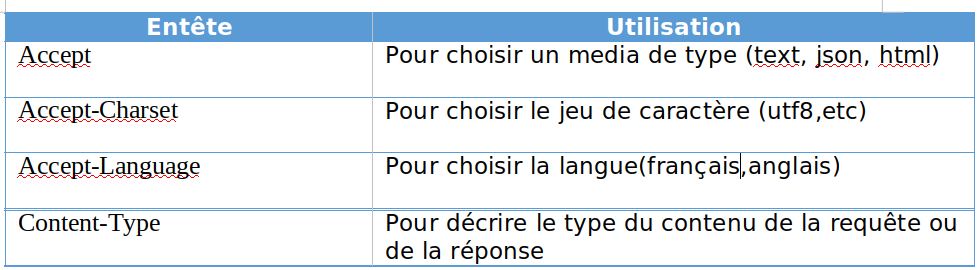 Entête Utilisation
Accept Pour choisir un media de type (text, json, html)
Accept-Charset Pour choisir le jeu de caractère (utf8,etc)
Accept-Language Pour choisir la langue(français,anglais)
Content-Type Pour décrire le type du contenu de la requête ou
de la réponse